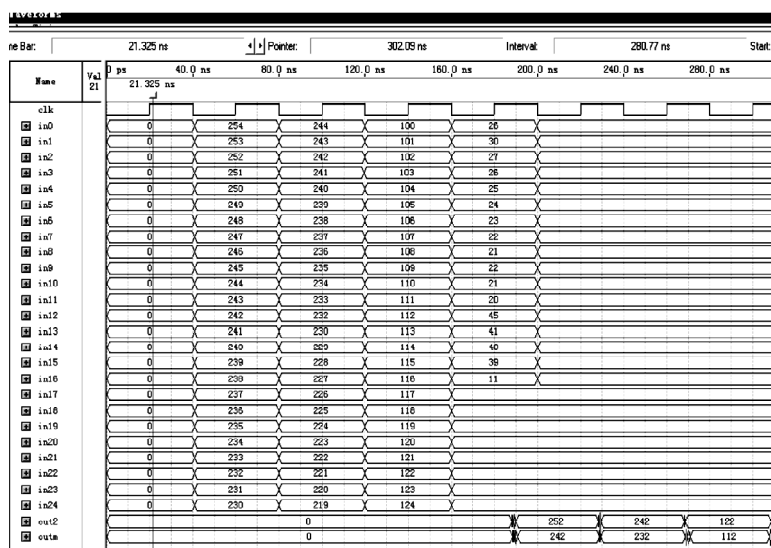 Waveforms
me Bar: 21.325 ns Pointer: 302.09 ns Interval: 280.77 ns Start:
Name Val 21 0 ps 40.0 ns 80.0 ns 120.0 ns 160.0 ns 200.0 ns 240.0 ns 280.0 ns
21.325 ns
clk
in0 0 254 244 100 26
in1 0 253 243 101 30
in2 0 252 242 102 27
in3 0 251 241 103 26
in4 0 250 240 104 25
in5 0 249 239 105 24
in6 0 248 238 106 23
in7 0 247 237 107 22
in8 0 246 236 108 21
in9 0 245 235 109 22
in10 0 244 234 110 21
in11 0 243 233 111 20
in12 0 242 232 112 45
in13 0 241 230 113 41
in14 0 240 229 114 40
in15 0 239 228 115 39
in16 0 238 227 116 11
in17 0 237 226 117
in18 0 236 225 118
in19 0 235 224 119
in20 0 234 223 120
in21 0 233 222 121
in22 0 232 221 122
in23 0 231 220 123
in24 0 230 219 124
out2 0 252 242 122
outm 0 242 232 112